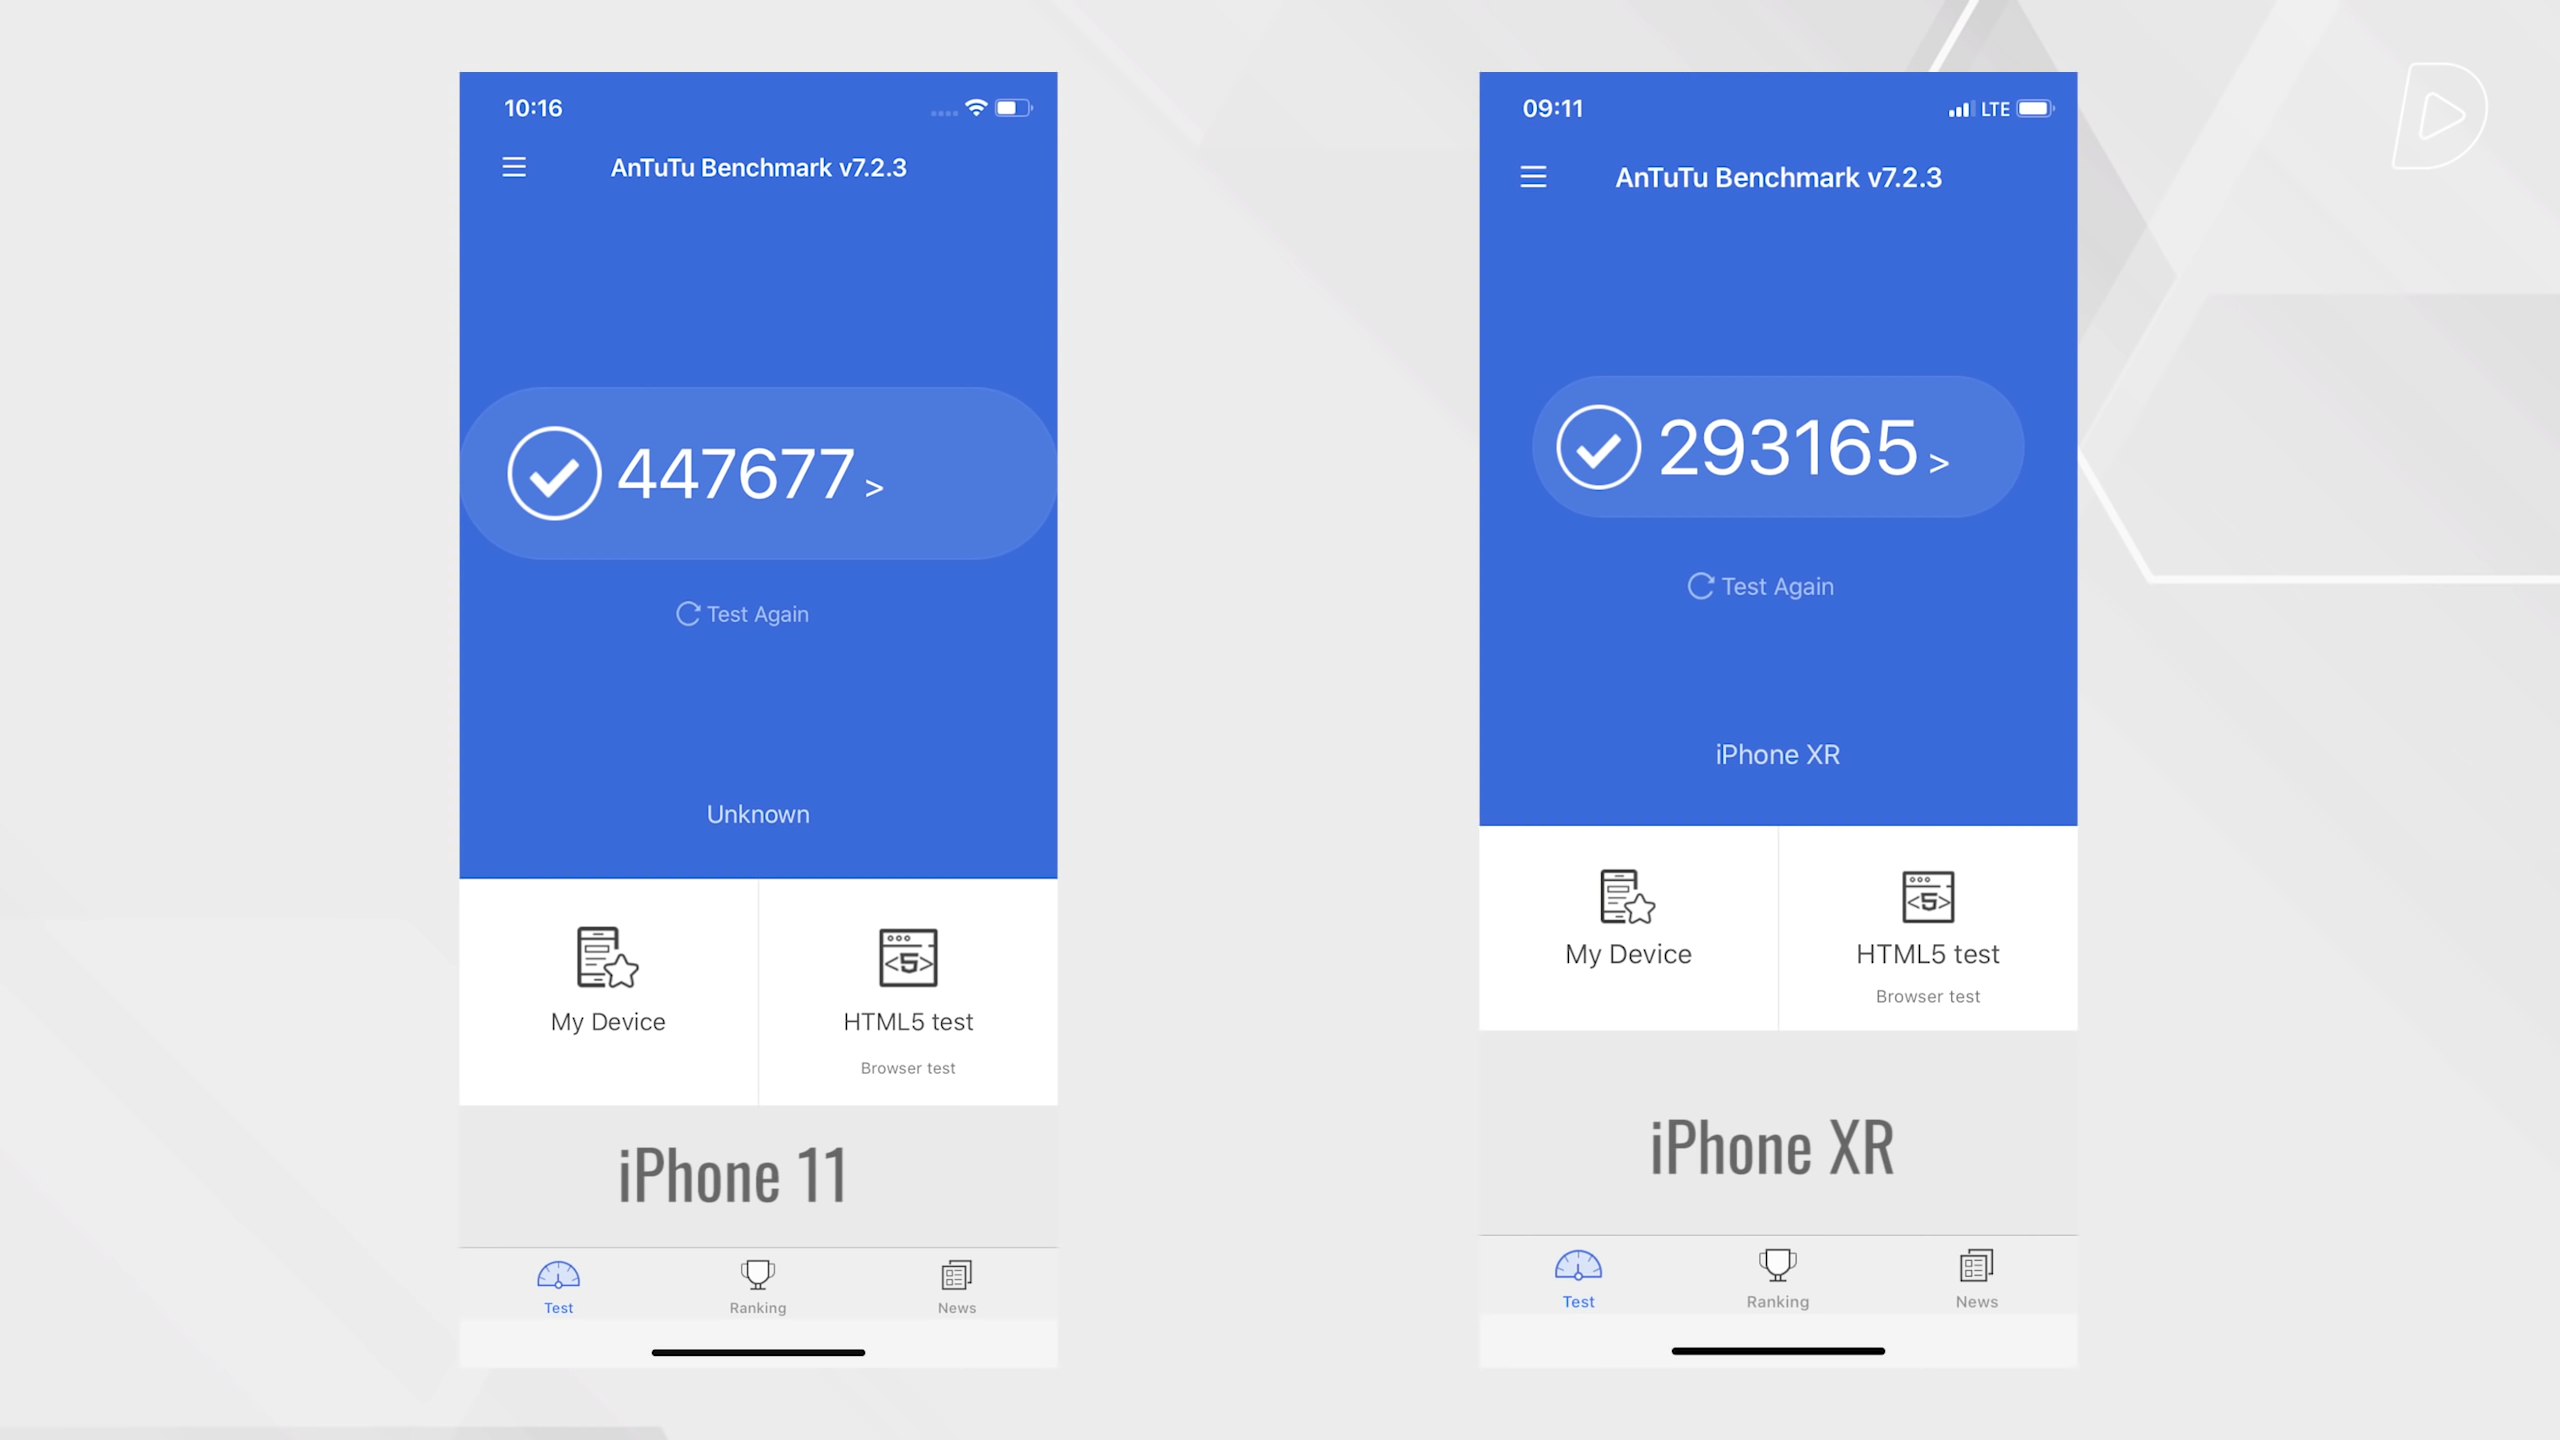 10:16
AnTuTu Benchmark v7.2.3
447677 >
Test Again
Unknown
My Device
HTML5 test
Browser test
iPhone 11
Test
Ranking
News
09:11
LTE
AnTuTu Benchmark v7.2.3
293165 >
Test Again
iPhone XR
My Device
HTML5 test
Browser test
iPhone XR
Test
Ranking
News